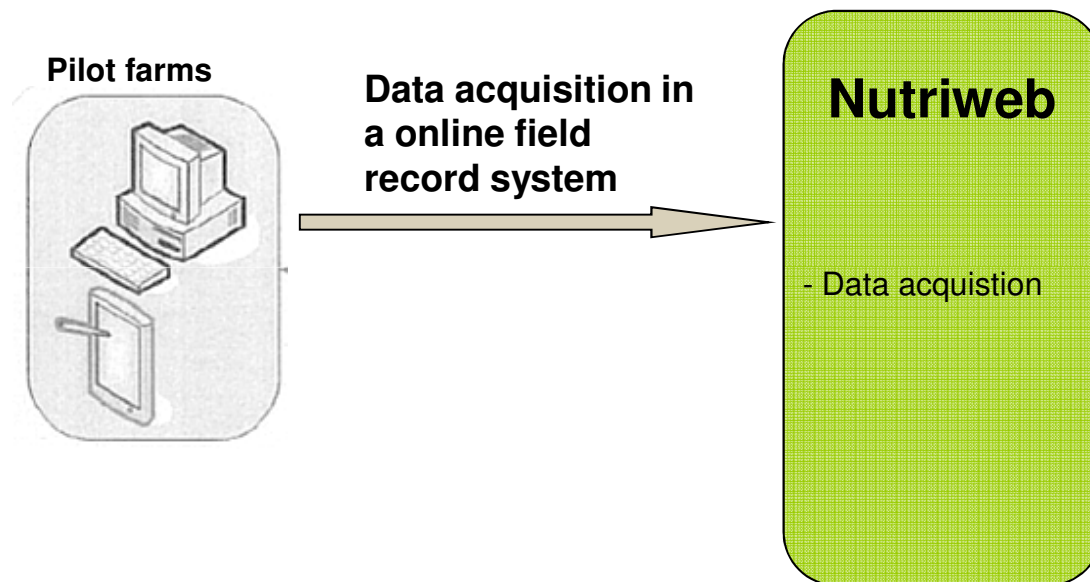 Pilot farms
Data acquisition in
a online field
record system
Nutriweb
- Data acquistion